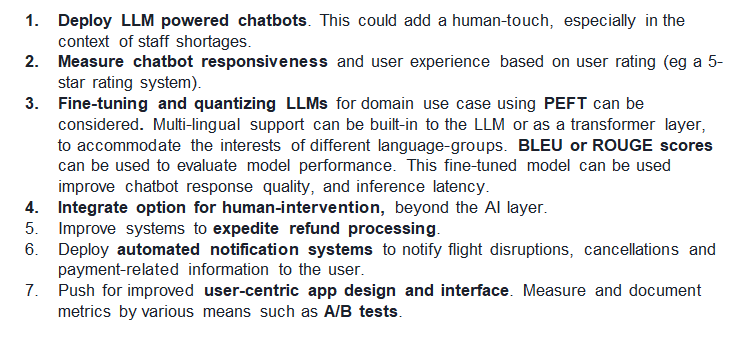 1. Deploy LLM powered chatbots. This could add a human-touch, especially in the
context of staff shortages.
2. Measure chatbot responsiveness and user experience based on user rating (eg a 5-
star rating system).
3. Fine-tuning and quantizing LLMs for domain use case using PEFT can be
considered. Multi-lingual support can be built-in to the LLM or as a transformer layer,
to accommodate the interests of different language-groups. BLEU or ROUGE scores
can be used to evaluate model performance. This fine-tuned model can be used
improve chatbot response quality, and inference latency.
4. Integrate option for human-intervention, beyond the AI layer.
5. Improve systems to expedite refund processing.
6. Deploy automated notification systems to notify flight disruptions, cancellations and
payment-related information to the user.
7. Push for improved user-centric app design and interface. Measure and document
metrics by various means such as A/B tests.